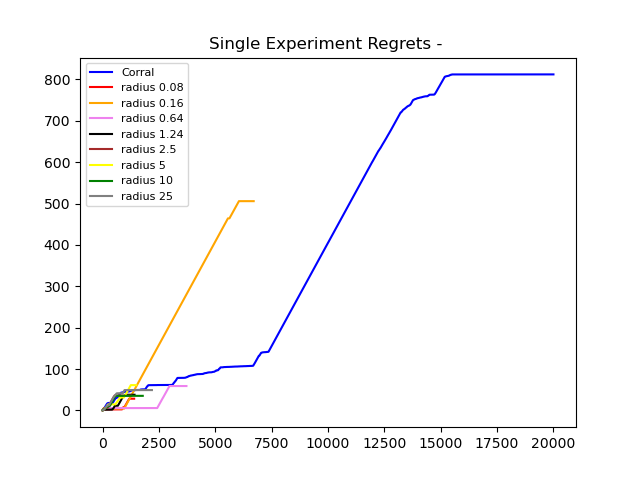 Single Experiment Regrets -
800
700
600
500
400
300
200
100
0
Corral
radius 0.08
radius 0.16
radius 0.64
radius 1.24
radius 2.5
radius 5
radius 10
radius 25
0 2500 5000 7500 10000 12500 15000 17500 20000